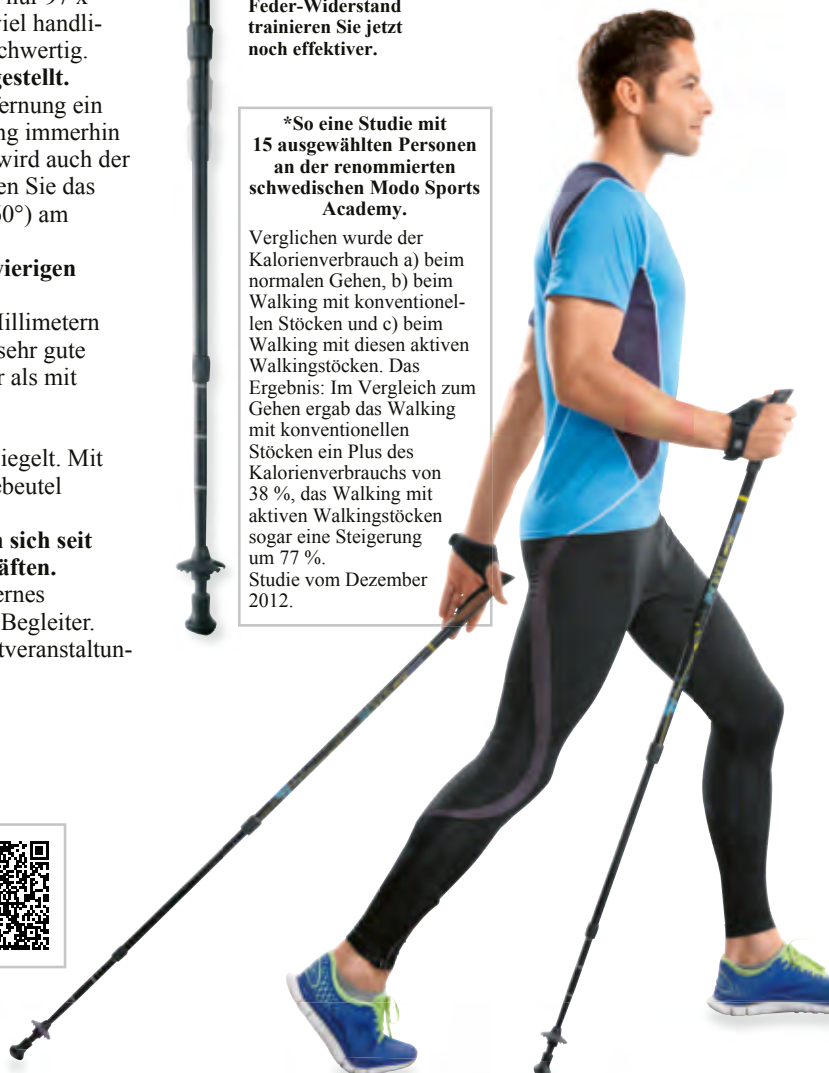 nur 97 x
viel handli-
chwertig.
gestellt.
fernung ein
ng immerhin
wird auch der
en Sie das
60°) am
wierigen
Millimetern
sehr gute
r als mit
iegelt. Mit
ebeutel
n sich seit
äften.
ernes
Begleiter.
tveranstaltun-
Feder-Widerstand
trainieren Sie jetzt
noch effektiver.
*So eine Studie mit
15 ausgewählten Personen
an der renommierten
schwedischen Modo Sports
Academy.
Verglichen wurde der
Kalorienverbrauch a) beim
normalen Gehen, b) beim
Walking mit konventionel-
len Stöcken und c) beim
Walking mit diesen aktiven
Walkingstöcken. Das
Ergebnis: Im Vergleich zum
Gehen ergab das Walking
mit konventionellen
Stöcken ein Plus des
Kalorienverbrauchs von
38 %, das Walking mit
aktiven Walkingstöcken
sogar eine Steigerung
um 77 %.
Studie vom Dezember
2012.